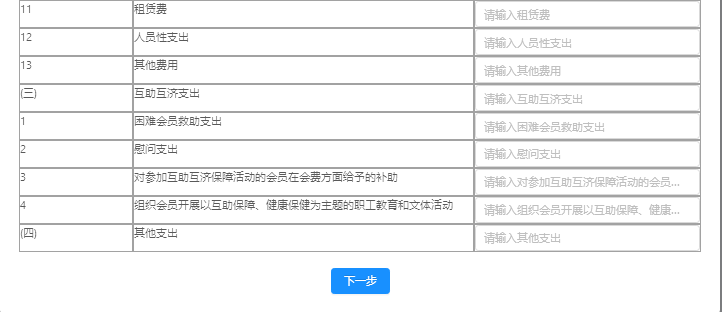 11 租赁费 请输入租赁费
12 人员性支出 请输入人员性支出
13 其他费用 请输入其他费用
(三) 互助互济支出 请输入互助互济支出
1 困难会员救助支出 请输入困难会员救助支出
2 慰问支出 请输入慰问支出
3 对参加互助互济保障活动的会员在会费方面给予的补助 请输入对参加互助互济保障活动的会员...
4 组织会员开展以互助保障、健康保健为主题的职工教育和文体活动 请输入组织会员开展以互助保障、健康...
(四) 其他支出 请输入其他支出
下一步